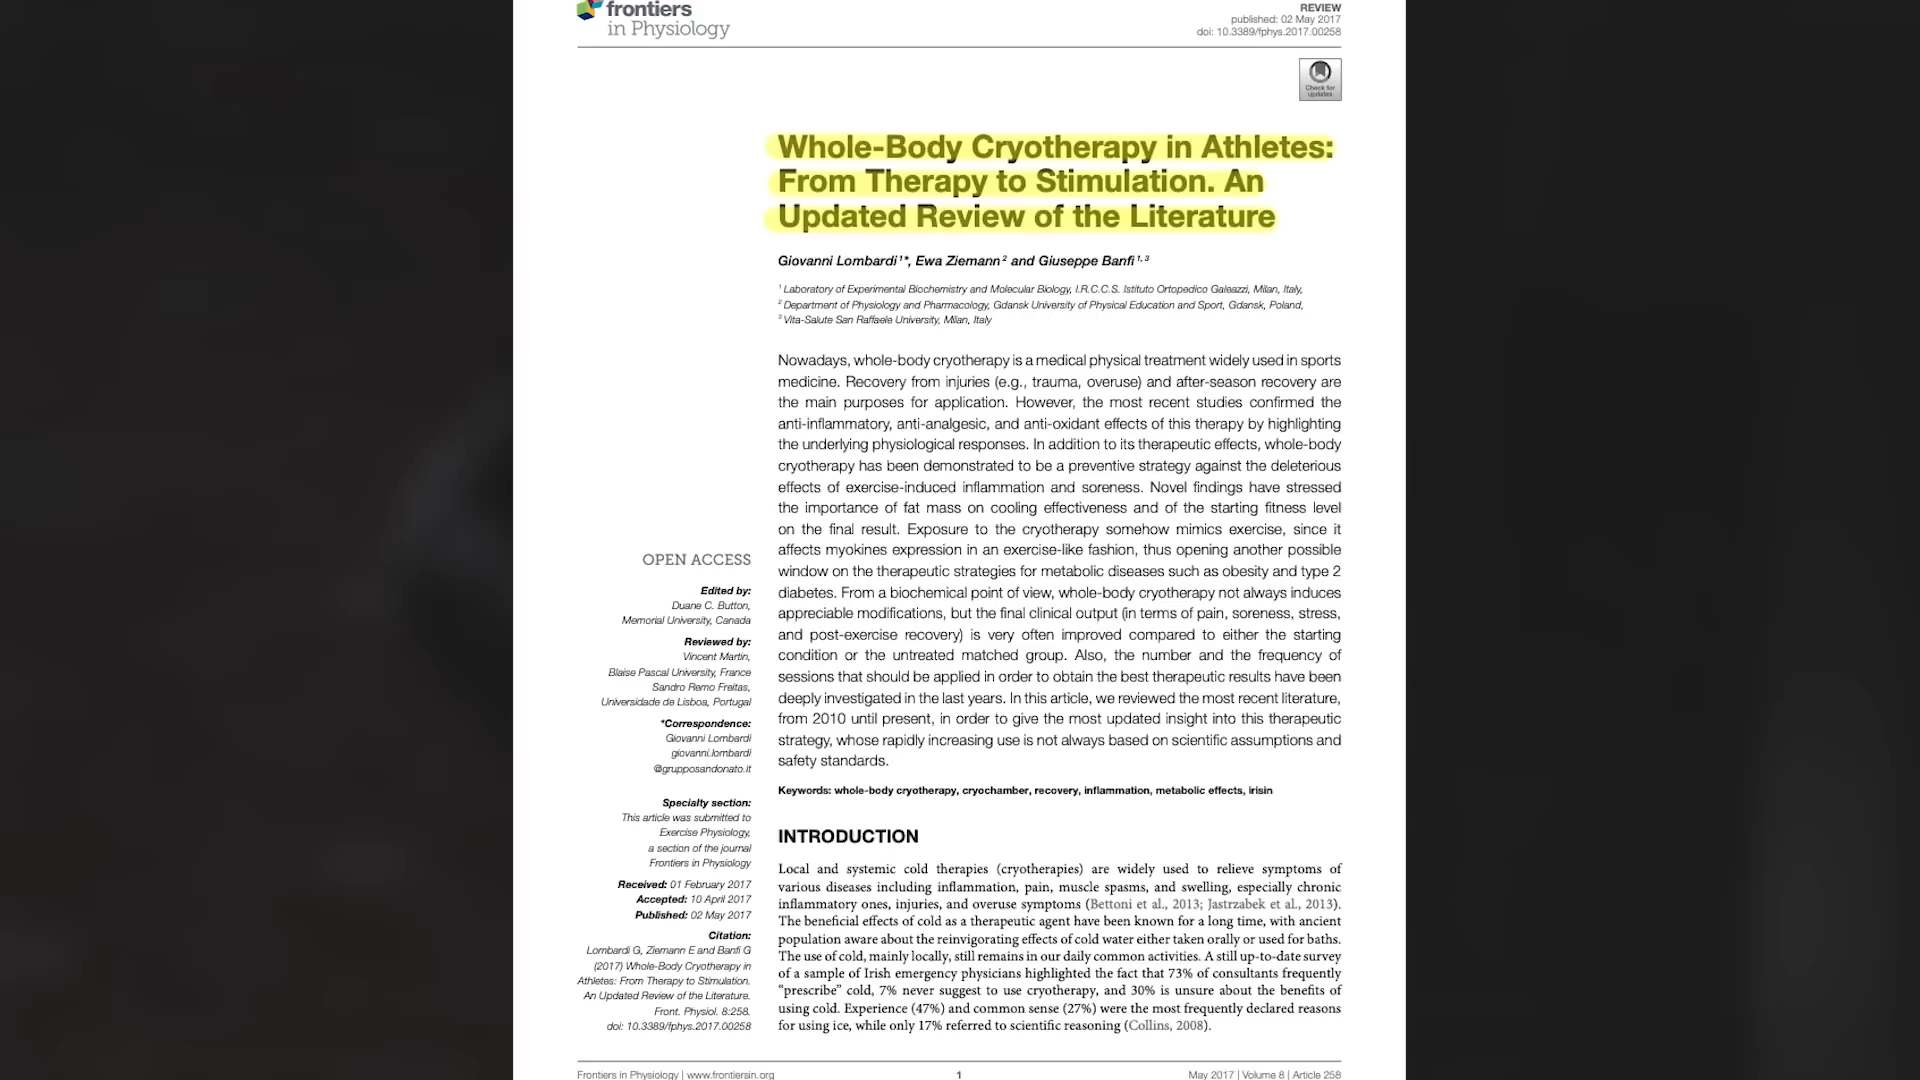 frontiers
in Physiology
REVIEW
published: 02 May 2017
doi: 10.3389/fphys.2017.00258
Check for
updates
Whole-Body Cryotherapy in Athletes:
From Therapy to Stimulation. An
Updated Review of the Literature
Giovanni Lombardi 1*, Ewa Ziemann 2 and Giuseppe Banfi 1, 3
1 Laboratory of Experimental Biochemistry and Molecular Biology, I.R.C.C.S. Istituto Ortopedico Galeazzi, Milan, Italy,
2 Department of Physiology and Pharmacology, Gdansk University of Physical Education and Sport, Gdansk, Poland,
3 Vita-Salute San Raffaele University, Milan, Italy
Nowadays, whole-body cryotherapy is a medical physical treatment widely used in sports
medicine. Recovery from injuries (e.g., trauma, overuse) and after-season recovery are
the main purposes for application. However, the most recent studies confirmed the
anti-inflammatory, anti-analgesic, and anti-oxidant effects of this therapy by highlighting
the underlying physiological responses. In addition to its therapeutic effects, whole-body
cryotherapy has been demonstrated to be a preventive strategy against the deleterious
effects of exercise-induced inflammation and soreness. Novel findings have stressed
the importance of fat mass on cooling effectiveness and of the starting fitness level
on the final result. Exposure to the cryotherapy somehow mimics exercise, since it
affects myokines expression in an exercise-like fashion, thus opening another possible
window on the therapeutic strategies for metabolic diseases such as obesity and type 2
diabetes. From a biochemical point of view, whole-body cryotherapy not always induces
appreciable modifications, but the final clinical output (in terms of pain, soreness, stress,
and post-exercise recovery) is very often improved compared to either the starting
condition or the untreated matched group. Also, the number and the frequency of
sessions that should be applied in order to obtain the best therapeutic results have been
deeply investigated in the last years. In this article, we reviewed the most recent literature,
from 2010 until present, in order to give the most updated insight into this therapeutic
strategy, whose rapidly increasing use is not always based on scientific assumptions and
safety standards.
Keywords: whole-body cryotherapy, cryochamber, recovery, inflammation, metabolic effects, irisin
OPEN ACCESS
Edited by:
Duane C. Button,
Memorial University, Canada
Reviewed by:
Vincent Martin,
Blaise Pascal University, France
Sandro Remo Freitas,
Universidade de Lisboa, Portugal
*Correspondence:
Giovanni Lombardi
giovanni.lombardi
@grupposandonato.it
Specialty section:
This article was submitted to
Exercise Physiology,
a section of the journal
Frontiers in Physiology
Received: 01 February 2017
Accepted: 10 April 2017
Published: 02 May 2017
Citation:
Lombardi G, Ziemann E and Banfi G
(2017) Whole-Body Cryotherapy in
Athletes: From Therapy to Stimulation.
An Updated Review of the Literature.
Front. Physiol. 8:258.
doi: 10.3389/fphys.2017.00258
INTRODUCTION
Local and systemic cold therapies (cryotherapies) are widely used to relieve symptoms of
various diseases including inflammation, pain, muscle spasms, and swelling, especially chronic
inflammatory ones, injuries, and overuse symptoms (Bettoni et al., 2013; Jastrzabek et al., 2013).
The beneficial effects of cold as a therapeutic agent have been known for a long time, with ancient
population aware about the reinvigorating effects of cold water either taken orally or used for baths.
The use of cold, mainly locally, still remains in our daily common activities. A still up-to-date survey
of a sample of Irish emergency physicians highlighted the fact that 73% of consultants frequently
“prescribe” cold, 7% never suggest to use cryotherapy, and 30% is unsure about the benefits of
using cold. Experience (47%) and common sense (27%) were the most frequently declared reasons
for using ice, while only 17% referred to scientific reasoning (Collins, 2008).
Frontiers in Physiology | www.frontiersin.org
1
May 2017 | Volume 8 | Article 258